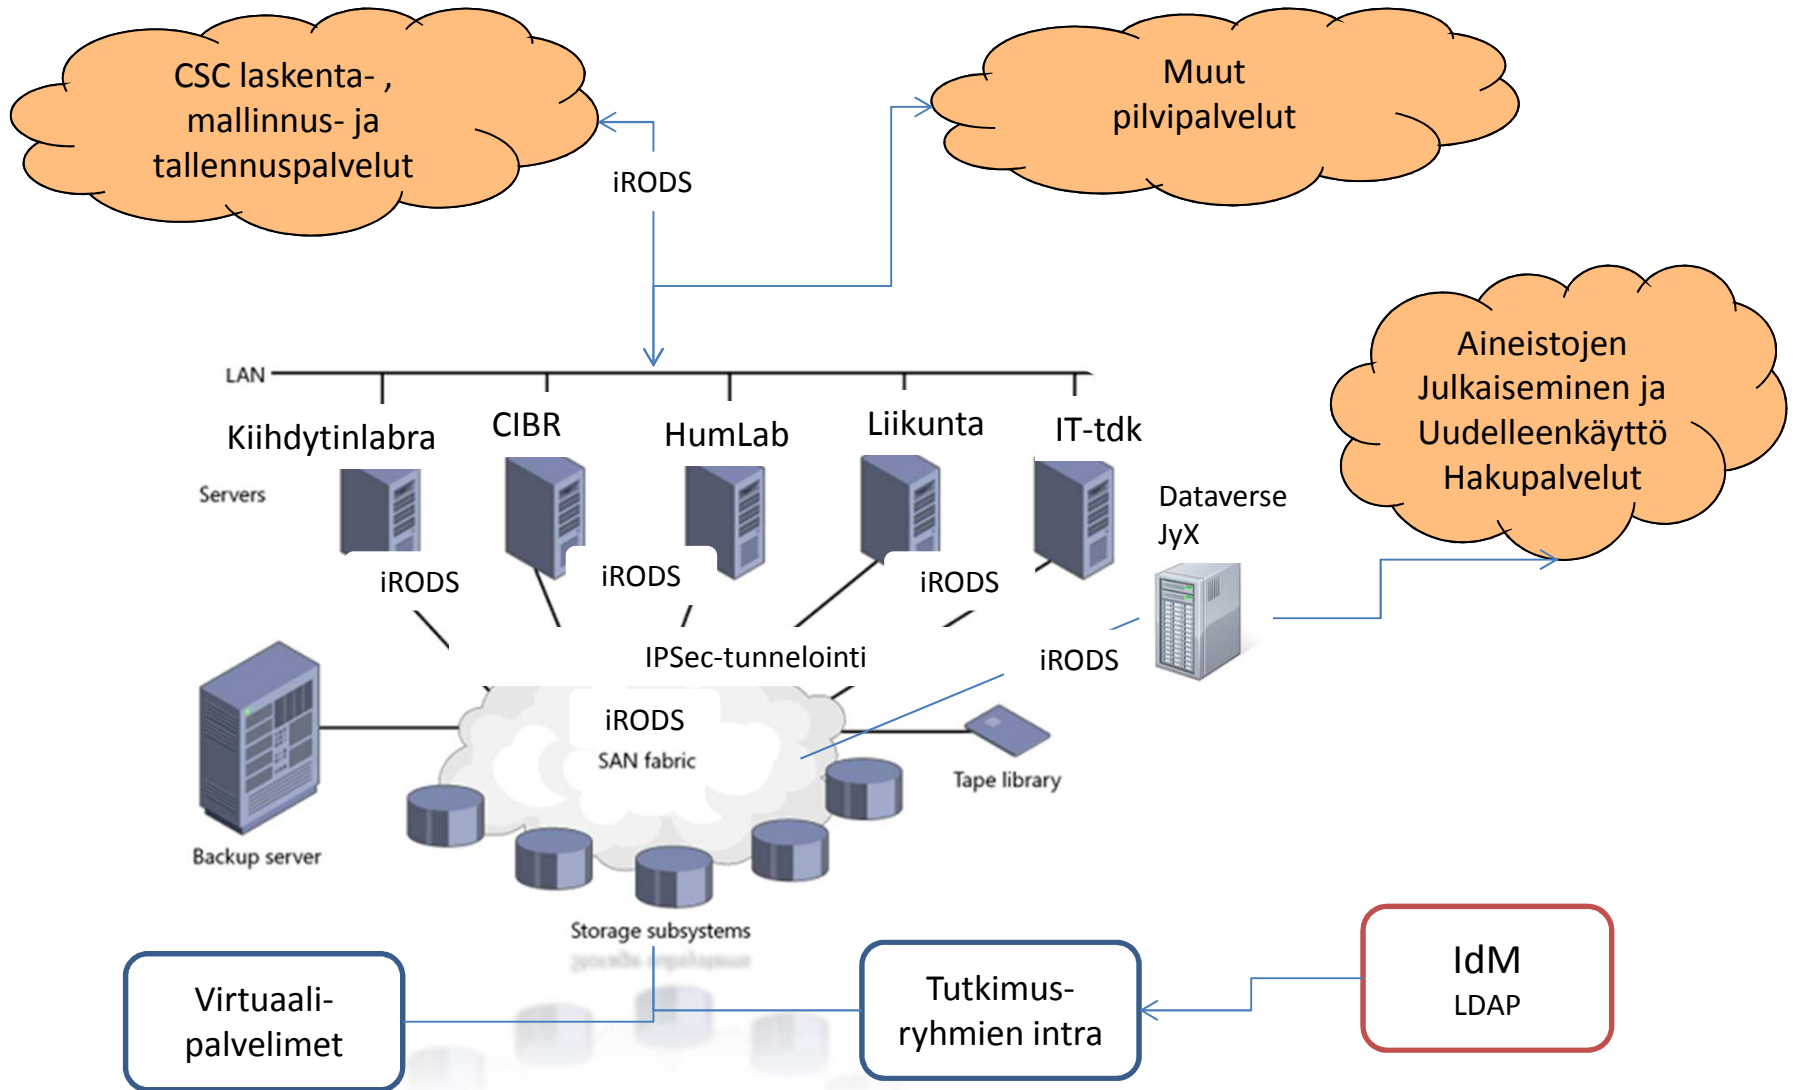 CSC laskenta- ,
mallinnus- ja
tallennuspalvelut
Muut
pilvipalvelut
iRODS
Aineistojen
Julkaiseminen ja
Uudelleenkäyttö
Hakupalvelut
LAN
Kiihdytinlabra
CIBR
HumLab
Liikunta
IT-tdk
Servers
Dataverse
JyX
iRODS
iRODS
iRODS
IPSec-tunnelointi
iRODS
iRODS
SAN fabric
Tape library
Backup server
Storage subsystems
Virtuaali-
palvelimet
Tutkimus-
ryhmien intra
IdM
LDAP